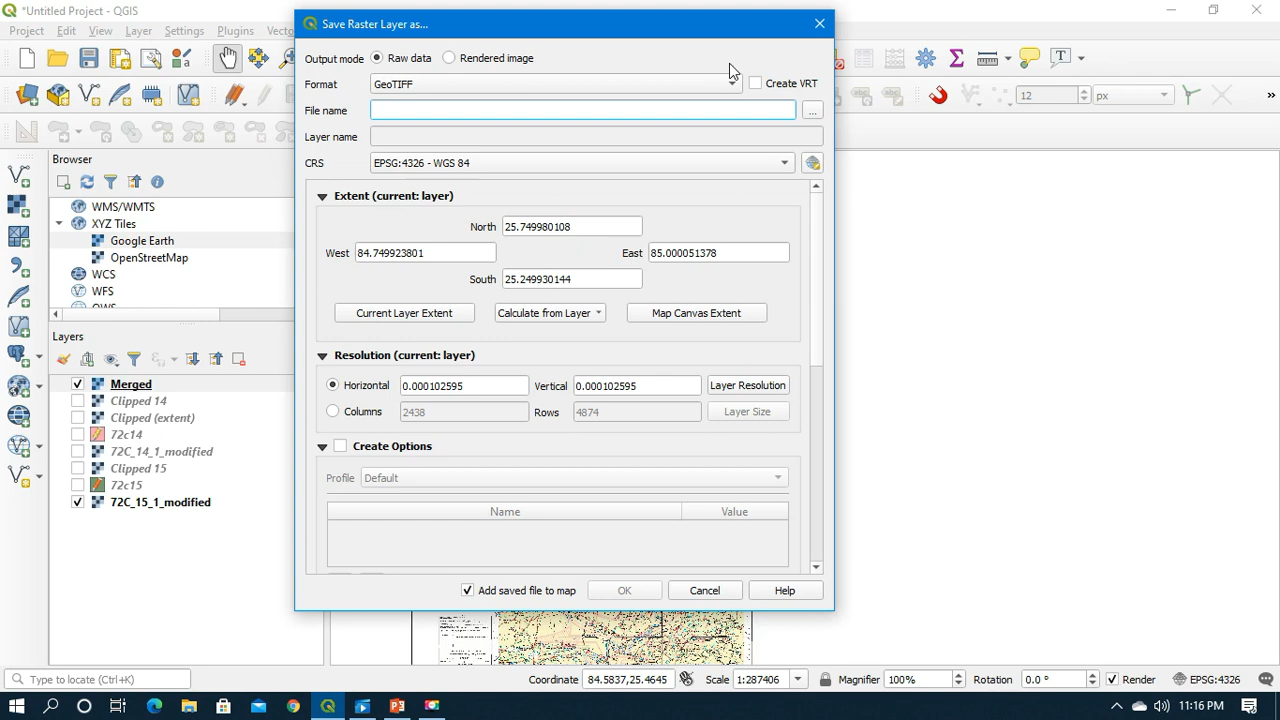 *Untitled Project - QGIS
Project Edit View Layer Settings Plugins Vecto
12 px »
Save Raster Layer as...
Output mode Raw data Rendered image
Format GeoTIFF Create VRT
File name ...
Layer name
CRS EPSG:4326 - WGS 84
Extent (current: layer)
North 25.749980108
West 84.749923801 East 85.000051378
South 25.249930144
Current Layer Extent Calculate from Layer Map Canvas Extent
Resolution (current: layer)
Horizontal 0.000102595 Vertical 0.000102595 Layer Resolution
Columns 2438 Rows 4874 Layer Size
Create Options
Profile Default
Name Value
Add saved file to map OK Cancel Help
Browser
WMS/WMTS
XYZ Tiles
Google Earth
OpenStreetMap
WCS
WFS
OWS
Layers
Merged
Clipped 14
Clipped (extent)
72c14
72C_14_1_modified
Clipped 15
72c15
72C_15_1_modified
Type to locate (Ctrl+K) Coordinate 84.5837,25.4645 Scale 1:287406 Magnifier 100% Rotation 0.0 ° Render EPSG:4326
11:16 PM